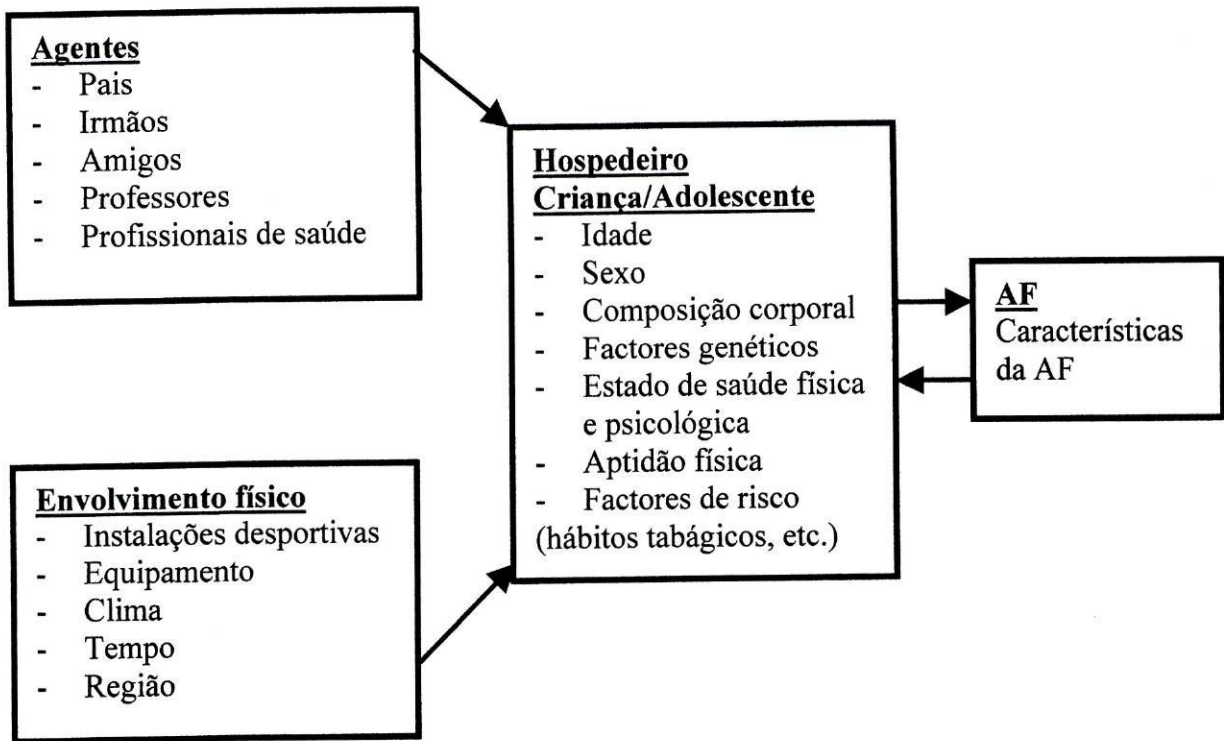 Agentes
- Pais
- Irmãos
- Amigos
- Professores
- Profissionais de saúde
Envolvimento físico
- Instalações desportivas
- Equipamento
- Clima
- Tempo
- Região
Hospedeiro
Criança/Adolescente
- Idade
- Sexo
- Composição corporal
- Factores genéticos
- Estado de saúde física
e psicológica
- Aptidão física
- Factores de risco
(hábitos tabágicos, etc.)
AF
Características
da AF